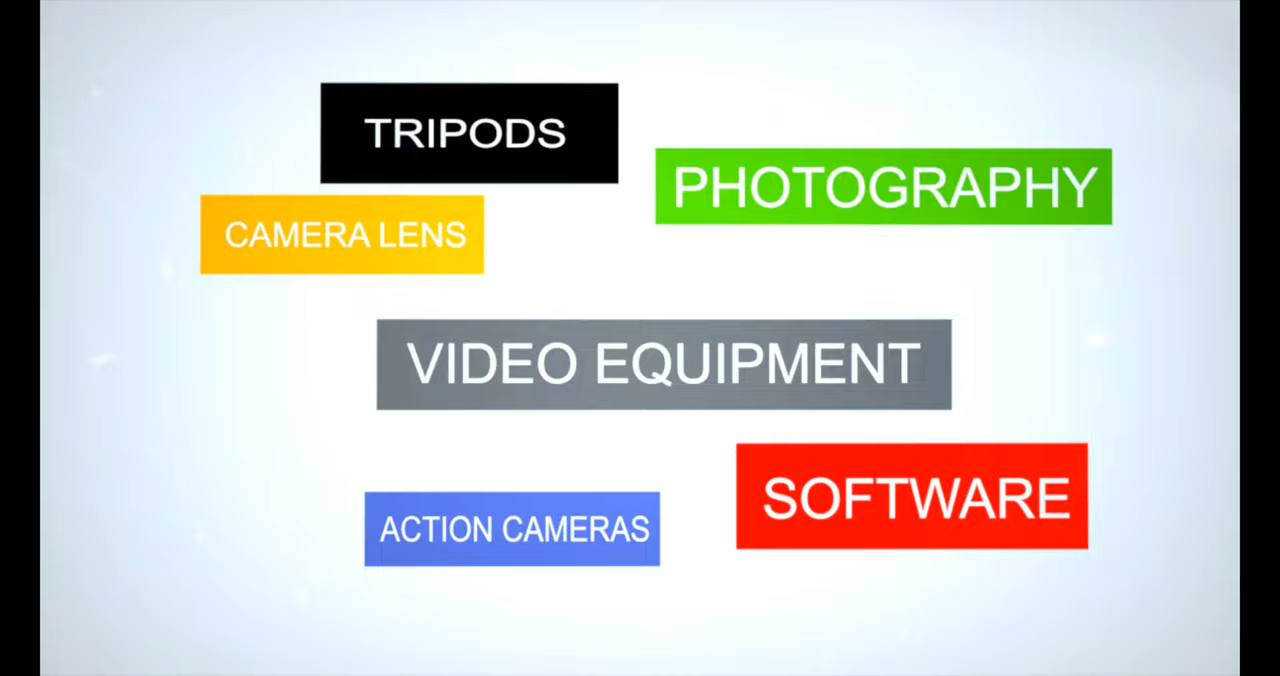 TRIPODS
PHOTOGRAPHY
CAMERA LENS
VIDEO EQUIPMENT
SOFTWARE
ACTION CAMERAS